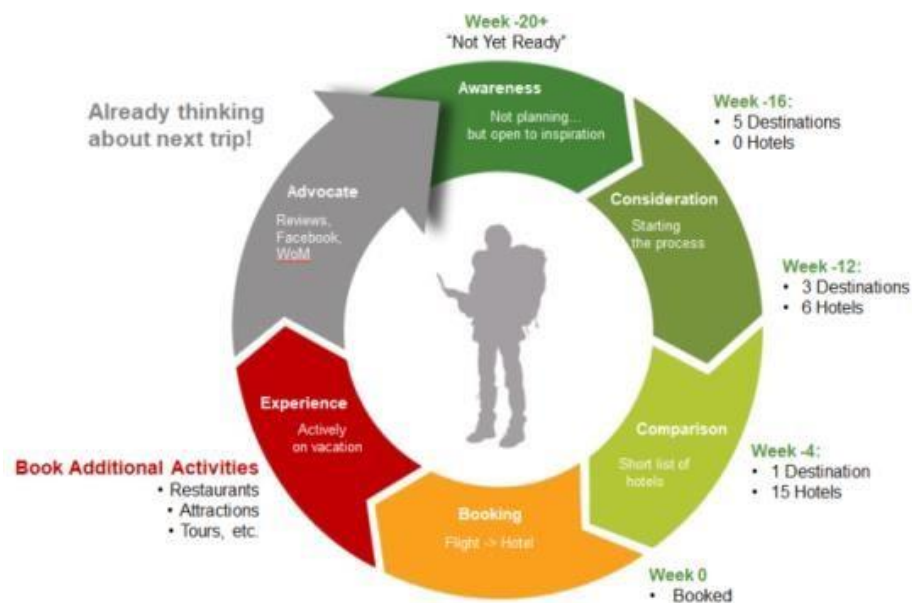 Week -20+
“Not Yet Ready”
Awareness
Not planning…
but open to inspiration
Week -16:
• 5 Destinations
• 0 Hotels
Consideration
Starting
the process
Week -12:
• 3 Destinations
• 6 Hotels
Comparison
Short list of
hotels
Week -4:
• 1 Destination
• 15 Hotels
Booking
Flight -> Hotel
Week 0
• Booked
Experience
Actively
on vacation
Book Additional Activities
• Restaurants
• Attractions
• Tours, etc.
Advocate
Reviews,
Facebook,
WoM
Already thinking
about next trip!